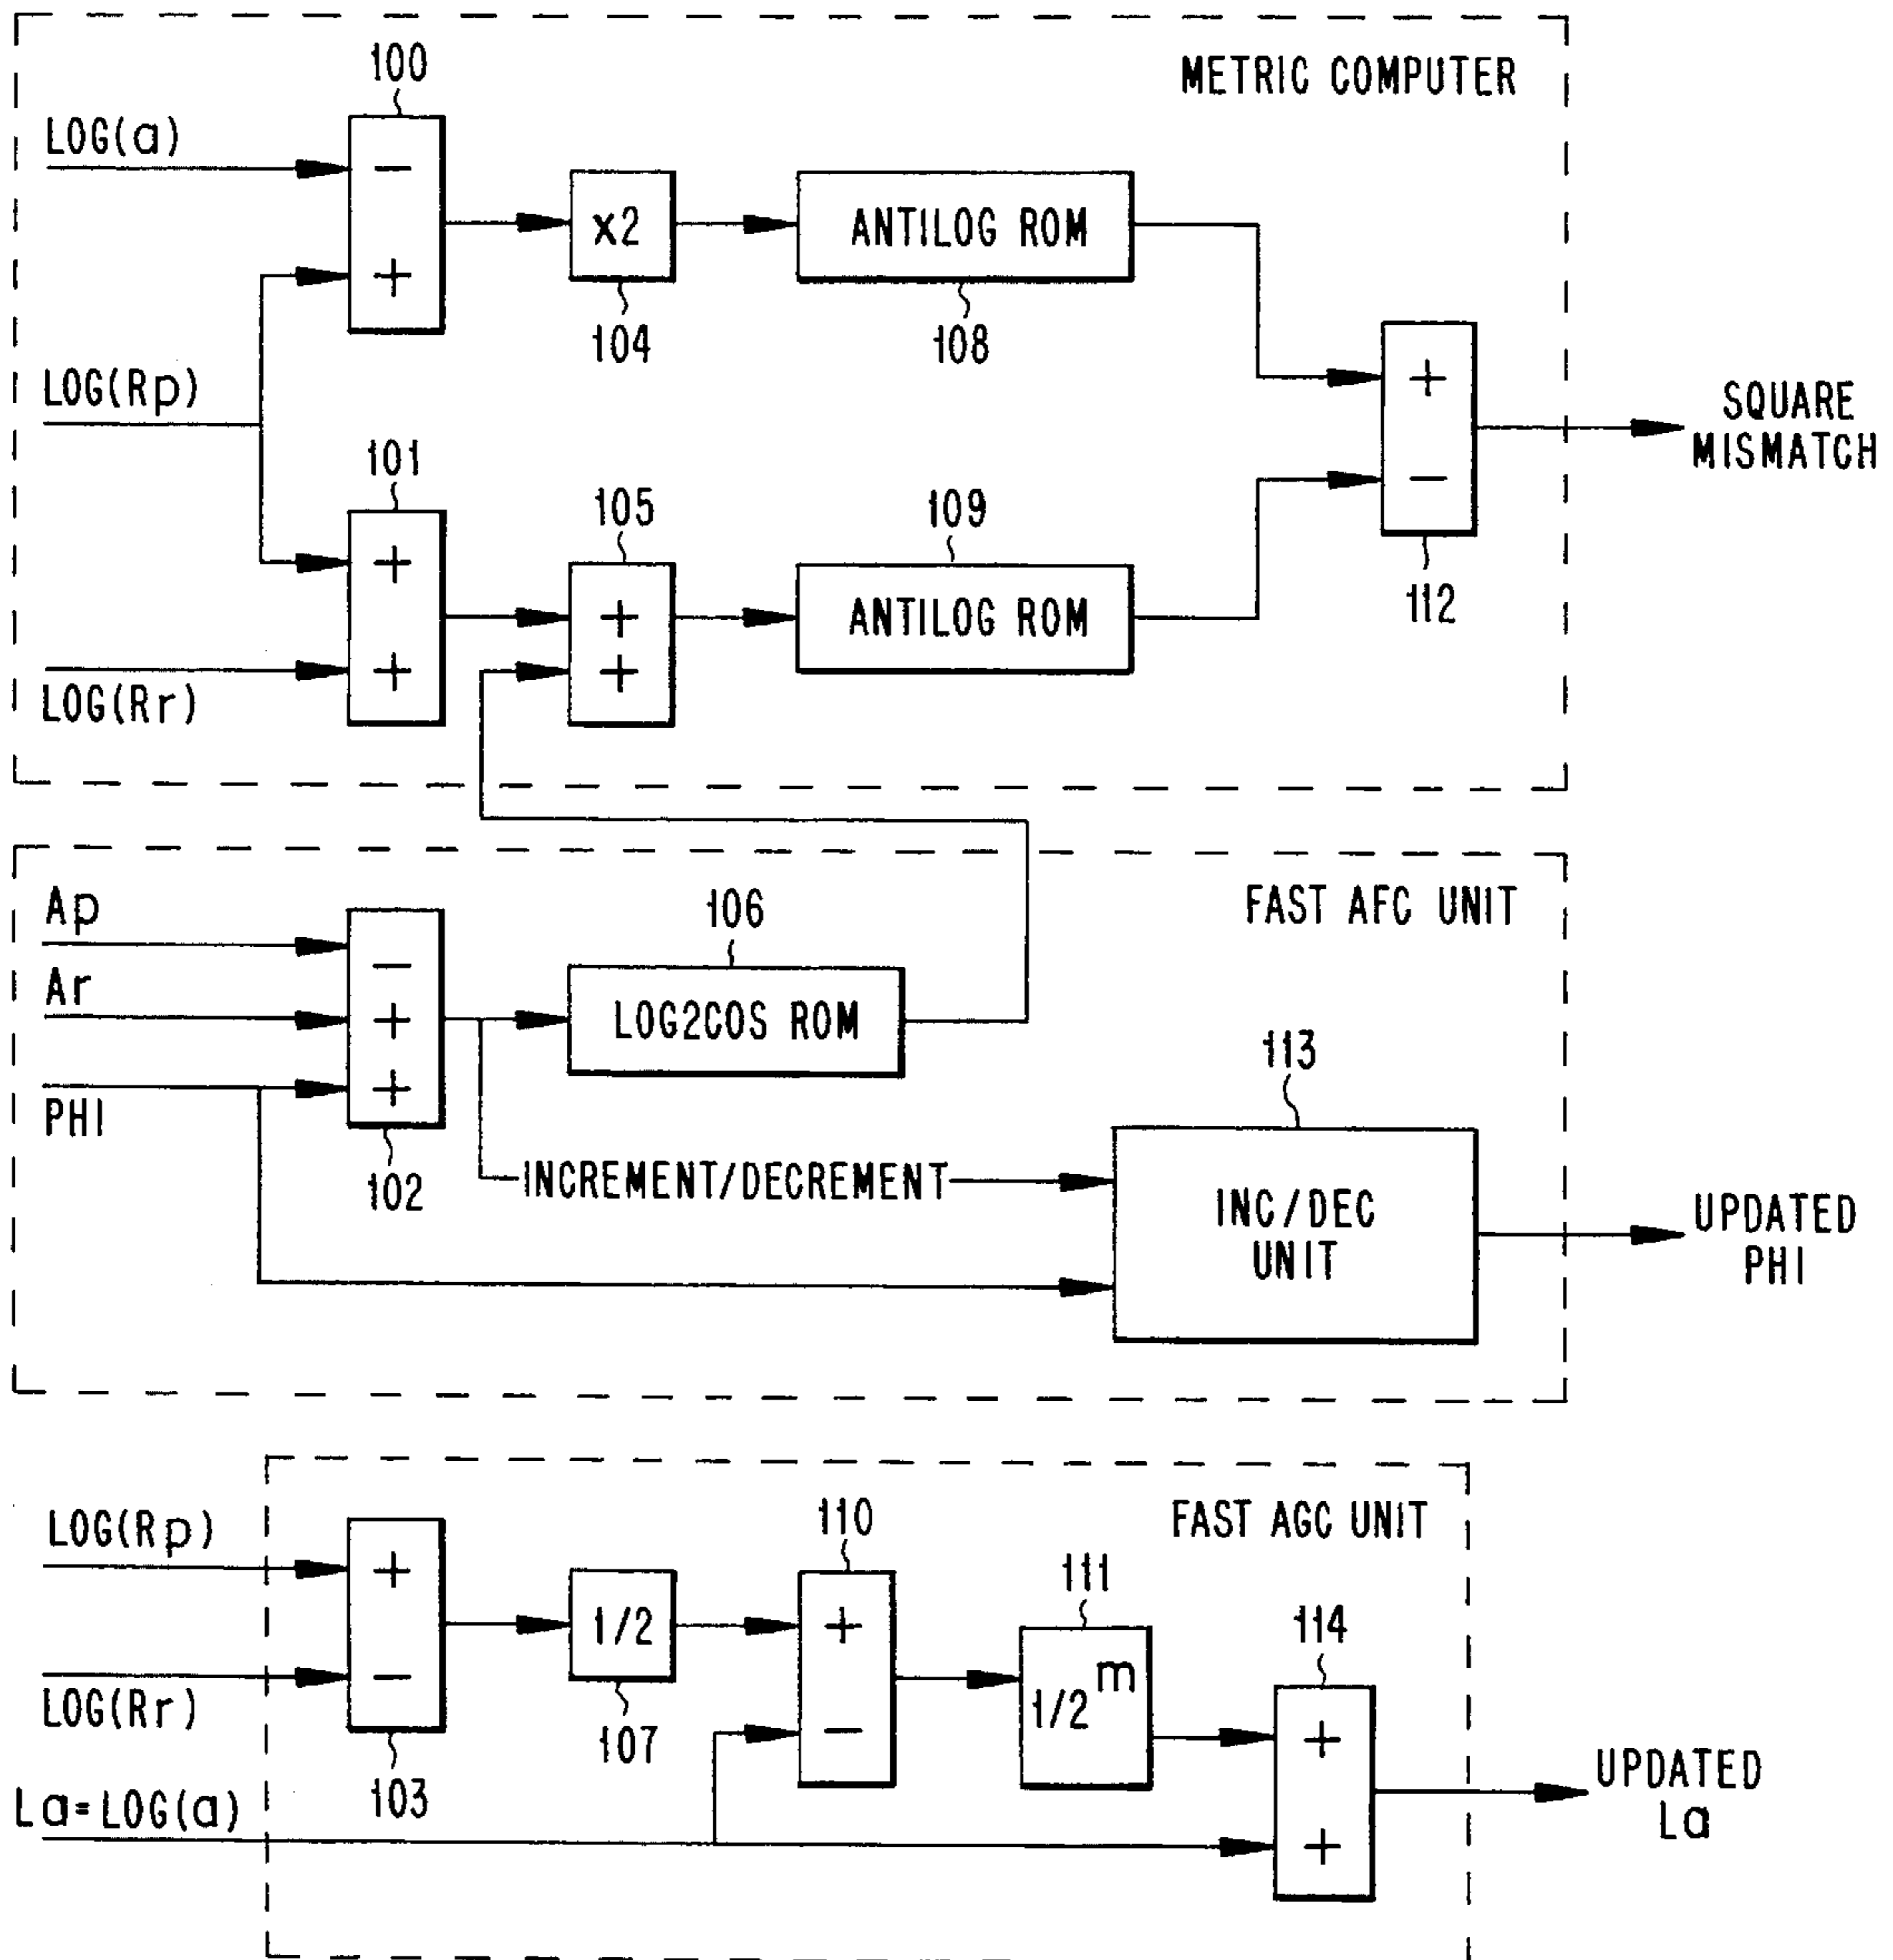 METRIC COMPUTER
100
LOG(a)
−
+
x2
104
ANTILOG ROM
108
LOG(Rp)
+
−
112
SQUARE
MISMATCH
101
+
+
LOG(Rr)
105
+
+
109
ANTILOG ROM
FAST AFC UNIT
Ap
Ar
PHI
−
+
+
102
106
LOG2COS ROM
INCREMENT/DECREMENT
113
INC/DEC
UNIT
UPDATED
PHI
FAST AGC UNIT
LOG(Rp)
LOG(Rr)
La=LOG(a)
+
−
103
1/2
107
110
+
−
111
1/2 m
114
+
+
UPDATED
La